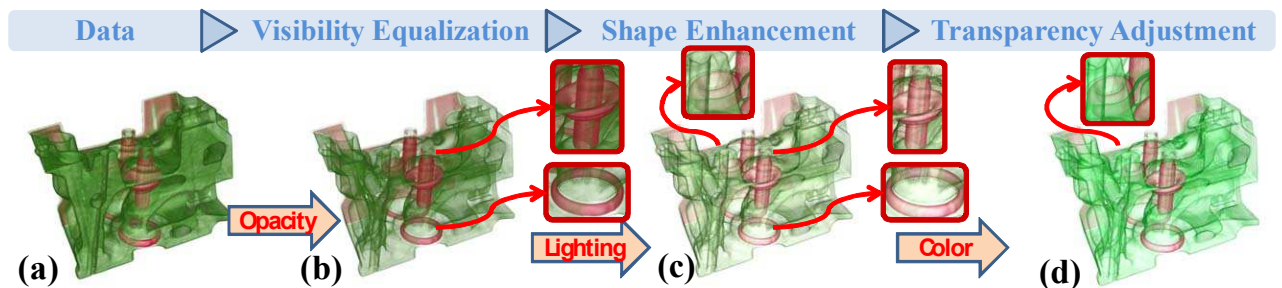 Data Visibility Equalization Shape Enhancement Transparency Adjustment
Opacity
Lighting
Color
(a) (b) (c) (d)